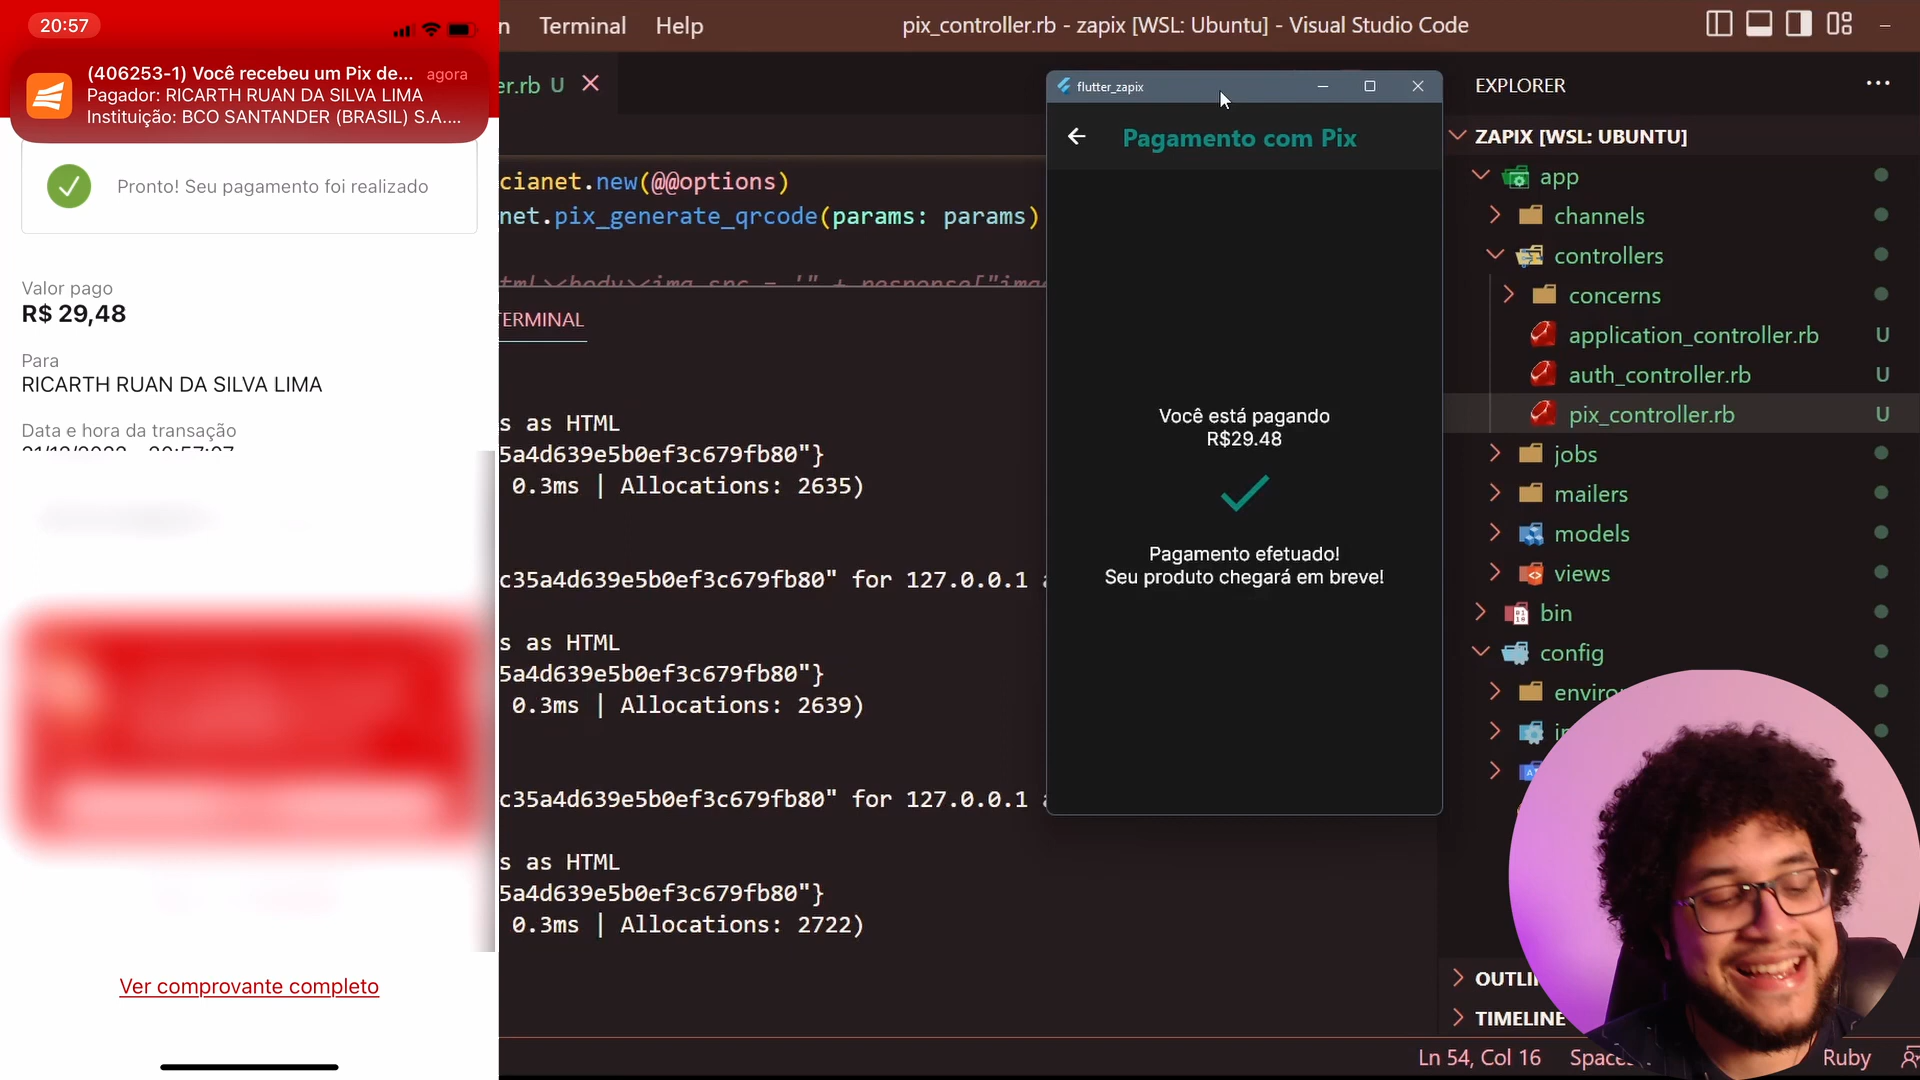 20:57
(406253-1) Você recebeu um Pix de...
agora
Pagador: RICARTH RUAN DA SILVA LIMA
Instituição: BCO SANTANDER (BRASIL) S.A....
Pronto! Seu pagamento foi realizado
Valor pago
R$ 29,48
Para
RICARTH RUAN DA SILVA LIMA
Data e hora da transação
Ver comprovante completo
n Terminal Help
pix_controller.rb - zapix [WSL: Ubuntu] - Visual Studio Code
er.rb U
cianet.new(@@options)
net.pix_generate_qrcode(params: params)
TERMINAL
s as HTML
5a4d639e5b0ef3c679fb80"}
0.3ms | Allocations: 2635)
c35a4d639e5b0ef3c679fb80" for 127.0.0.1 a
s as HTML
5a4d639e5b0ef3c679fb80"}
0.3ms | Allocations: 2639)
c35a4d639e5b0ef3c679fb80" for 127.0.0.1 a
s as HTML
5a4d639e5b0ef3c679fb80"}
0.3ms | Allocations: 2722)
flutter_zapix
Pagamento com Pix
Você está pagando
R$29.48
Pagamento efetuado!
Seu produto chegará em breve!
EXPLORER
ZAPIX [WSL: UBUNTU]
app
channels
controllers
concerns
application_controller.rb U
auth_controller.rb U
pix_controller.rb U
jobs
mailers
models
views
bin
config
enviro
OUTLI
TIMELINE
Ln 54, Col 16
Space
Ruby